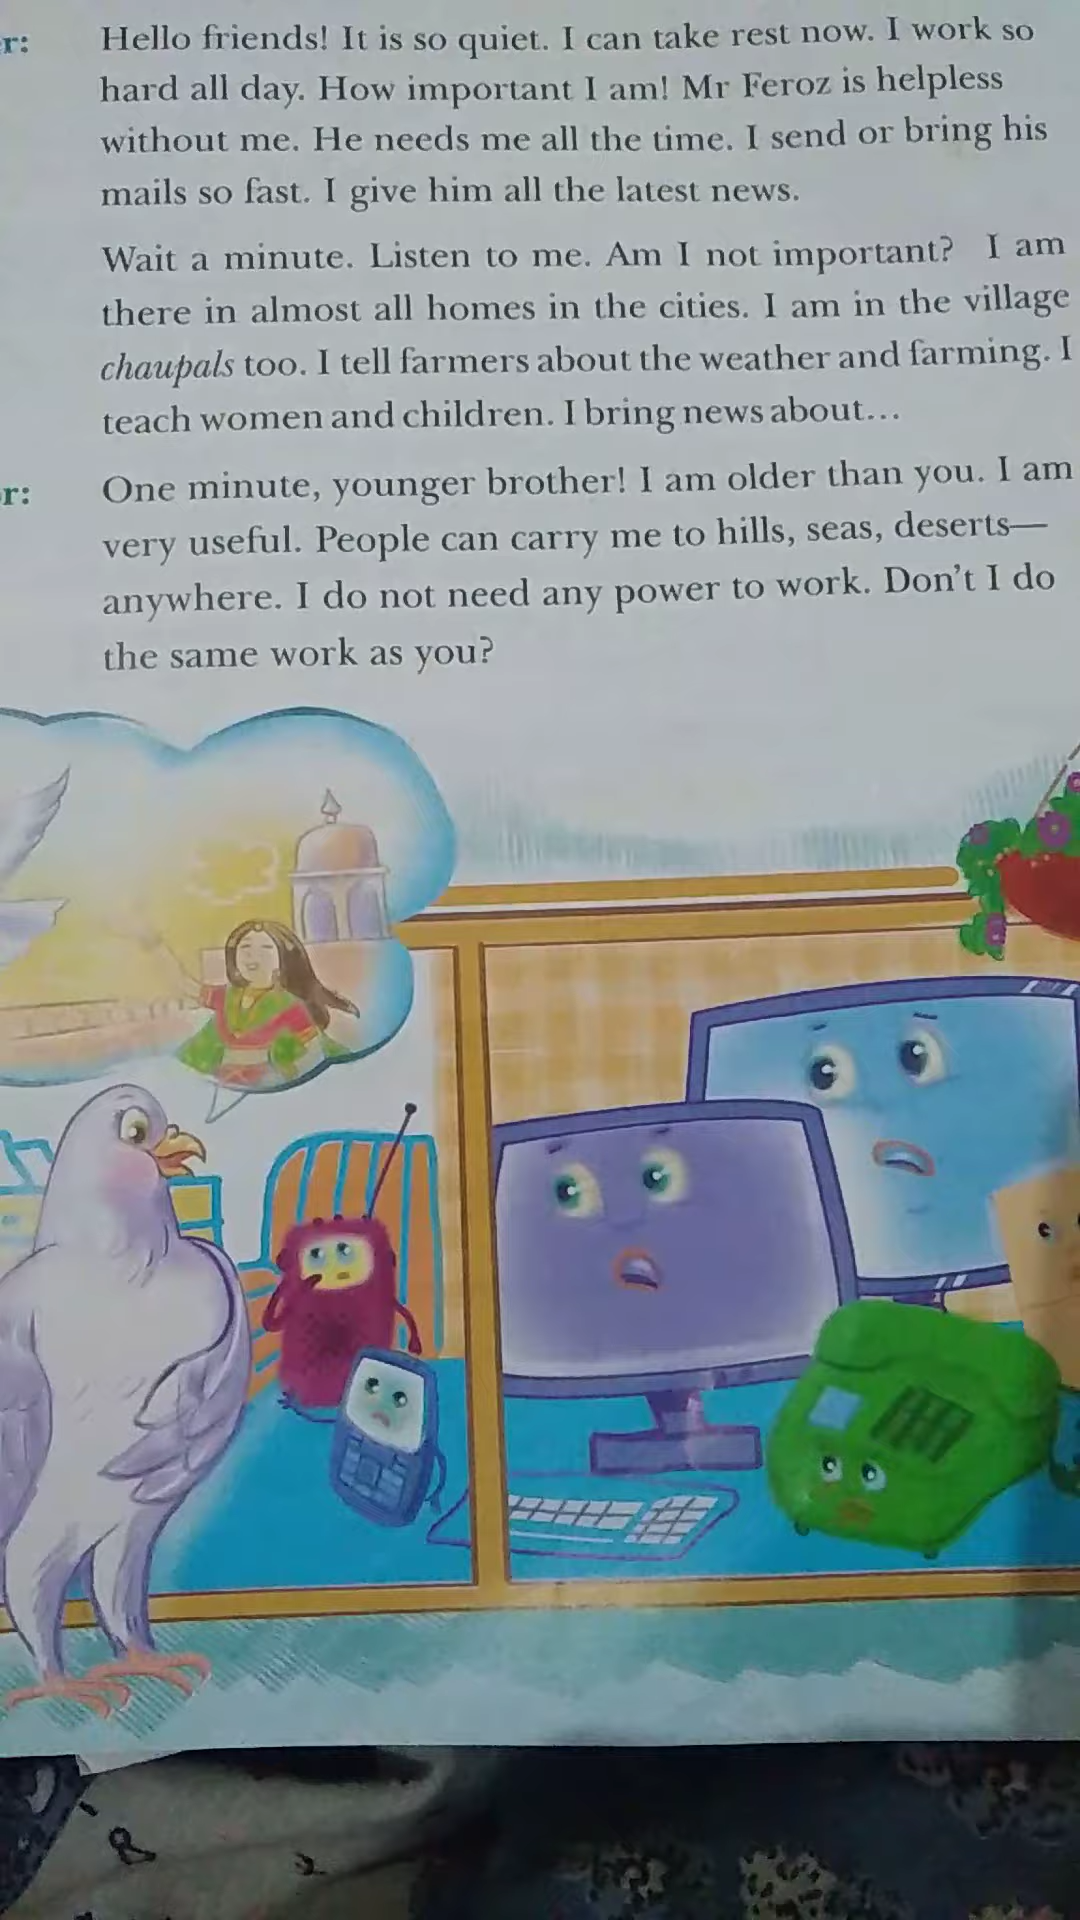 r: Hello friends! It is so quiet. I can take rest now. I work so
hard all day. How important I am! Mr Feroz is helpless
without me. He needs me all the time. I send or bring his
mails so fast. I give him all the latest news.
Wait a minute. Listen to me. Am I not important? I am
there in almost all homes in the cities. I am in the village
chaupals too. I tell farmers about the weather and farming. I
teach women and children. I bring news about...
r: One minute, younger brother! I am older than you. I am
very useful. People can carry me to hills, seas, deserts—
anywhere. I do not need any power to work. Don't I do
the same work as you?